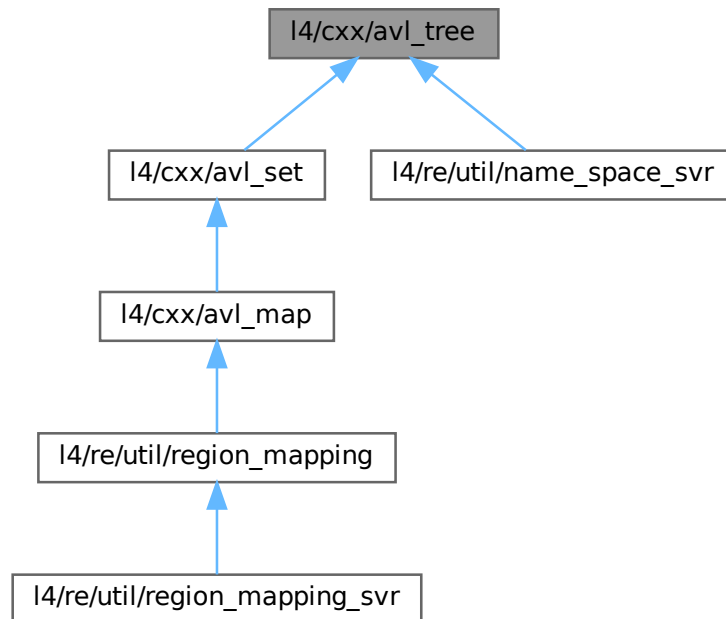 l4/cxx/avl_tree
l4/cxx/avl_set
l4/re/util/name_space_svr
l4/cxx/avl_map
l4/re/util/region_mapping
l4/re/util/region_mapping_svr